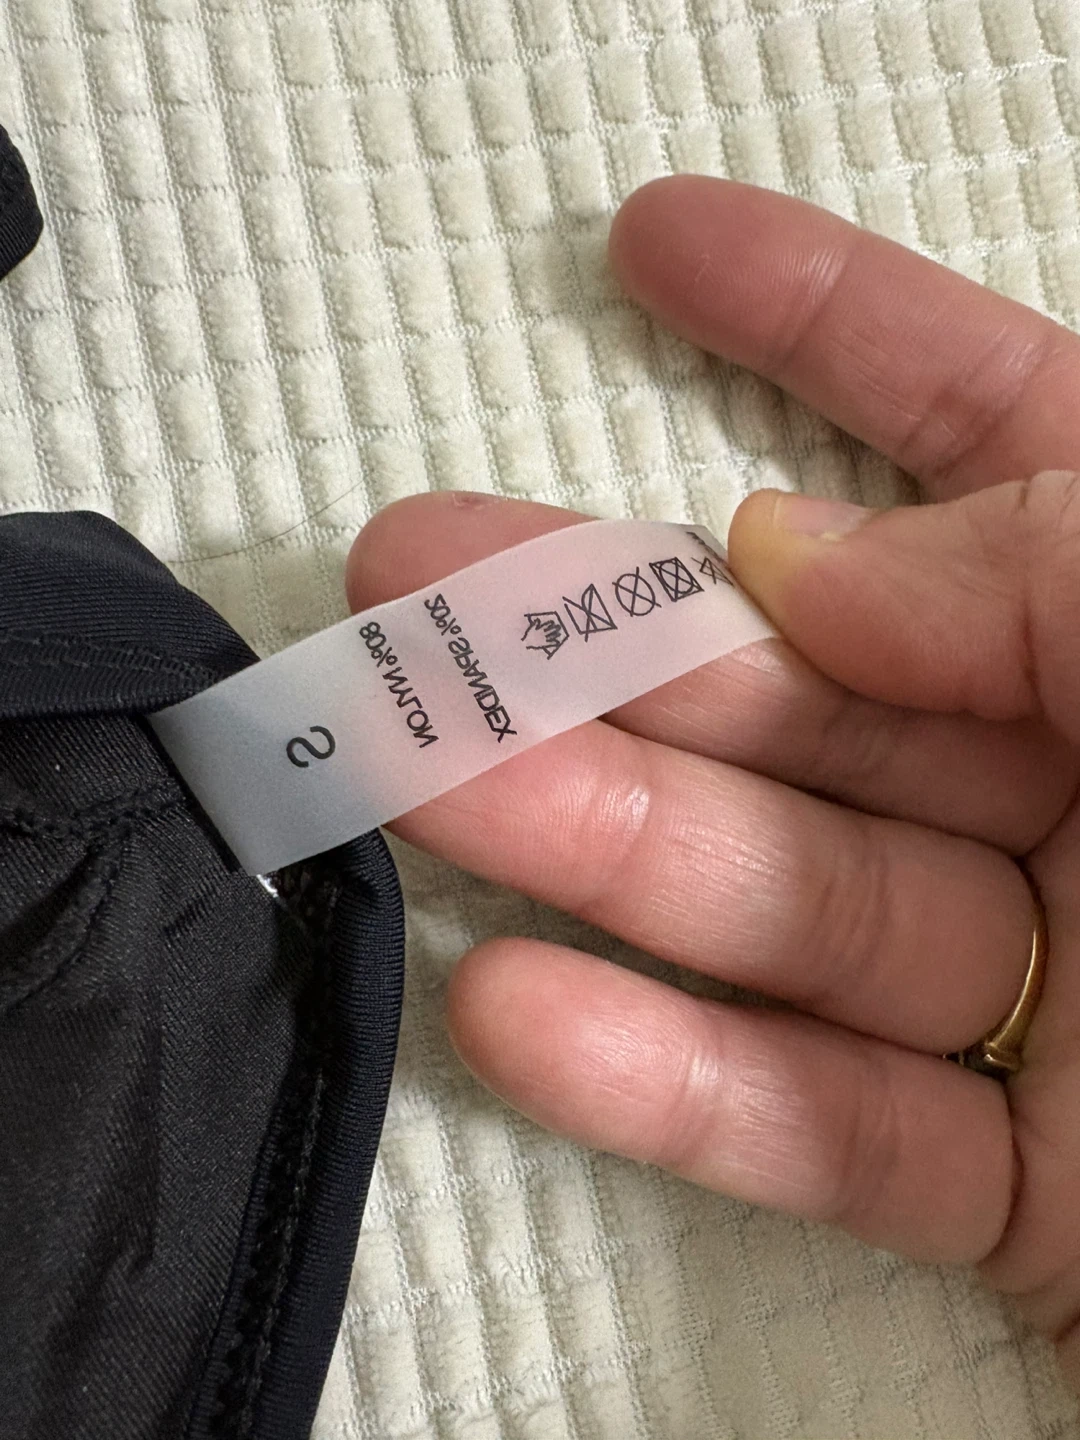 S
80% NYLON
20% SPANDEX